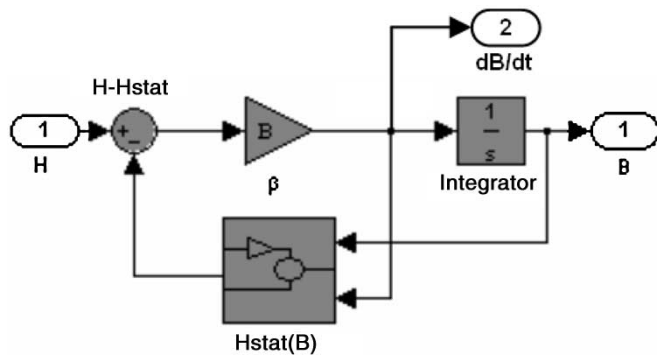 2
dB/dt
H-Hstat
1
H
+
−
B
β
1
s
Integrator
1
B
Hstat(B)